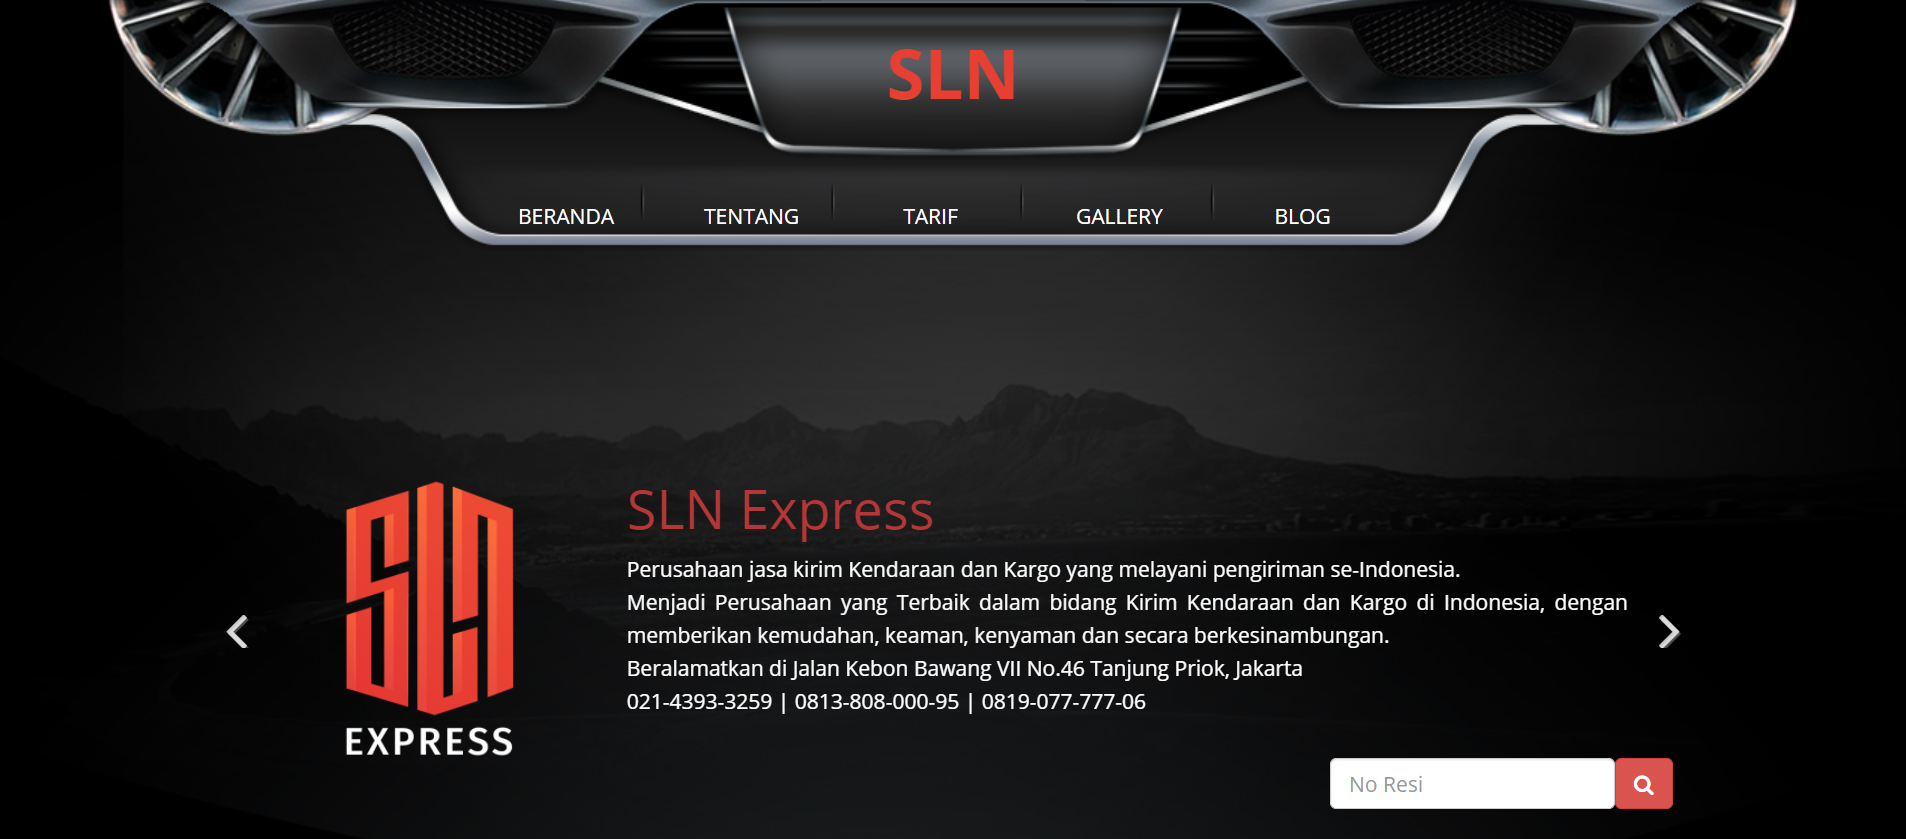 SLN
BERANDA
TENTANG
TARIF
GALLERY
BLOG
SLN
EXPRESS
SLN Express
Perusahaan jasa kirim Kendaraan dan Kargo yang melayani pengiriman se-Indonesia.
Menjadi Perusahaan yang Terbaik dalam bidang Kirim Kendaraan dan Kargo di Indonesia, dengan
memberikan kemudahan, keaman, kenyaman dan secara berkesinambungan.
Beralamatkan di Jalan Kebon Bawang VII No.46 Tanjung Priok, Jakarta
021-4393-3259 | 0813-808-000-95 | 0819-077-777-06
No Resi